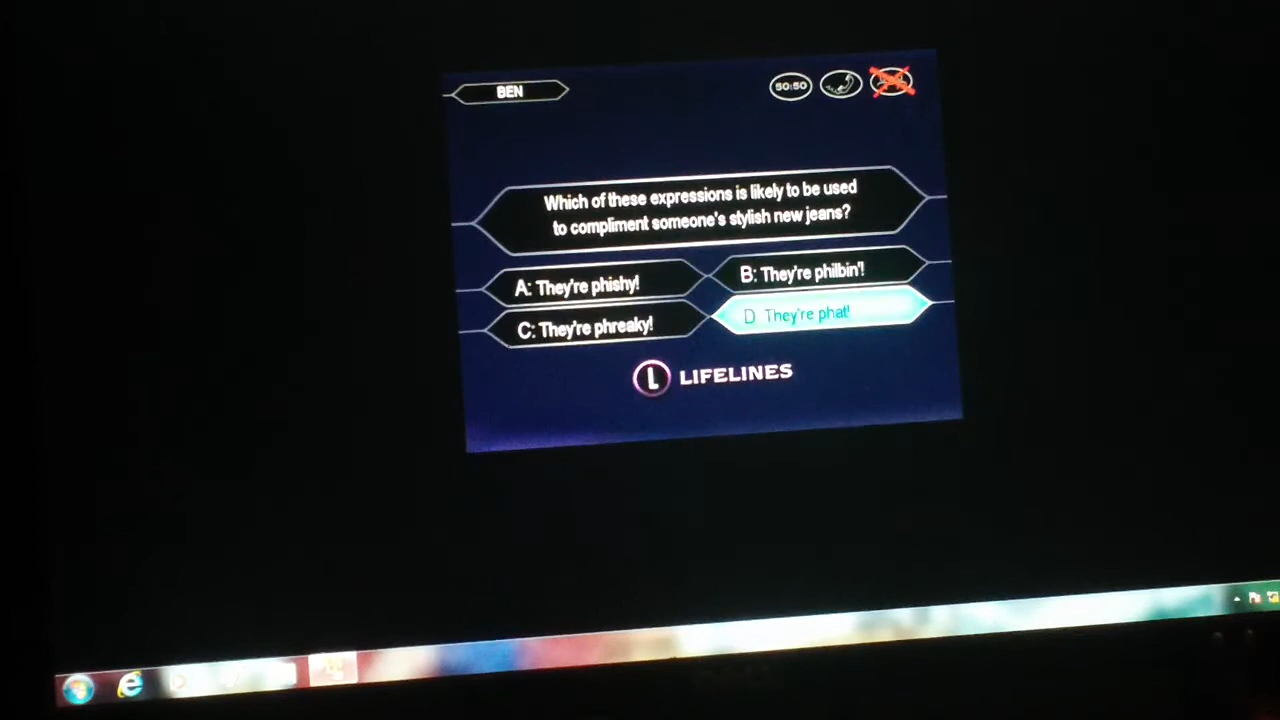 BEN
50:50
Which of these expressions is likely to be used
to compliment someone's stylish new jeans?
A: They're phishy!
B: They're philbin'!
C: They're phreaky!
D They're phat!
L LIFELINES